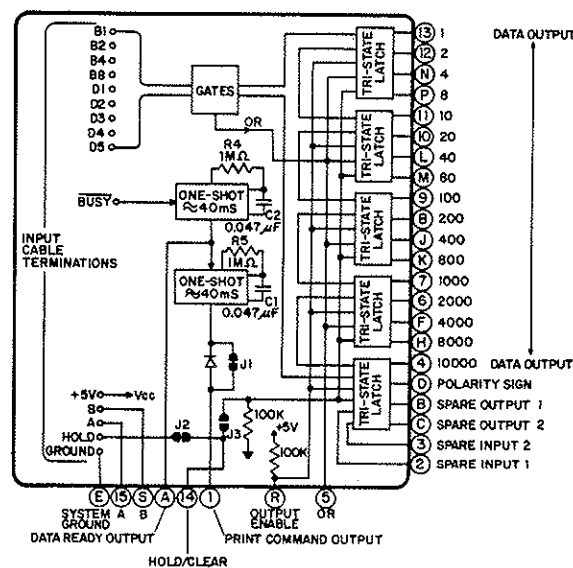 B1
B2
B4
B8
D1
D2
D3
D4
D5
GATES
OR
R4
1MΩ
BUSY
ONE-SHOT
≈40mS
C2
0.047µF
R5
1MΩ
INPUT
CABLE
TERMINATIONS
ONE-SHOT
≈40mS
C1
0.047µF
J1
+5V
Vcc
B
A
HOLD
GROUND
J2
J3
100K
+5V
100K
TRI-STATE
LATCH
TRI-STATE
LATCH
TRI-STATE
LATCH
TRI-STATE
LATCH
TRI-STATE
LATCH
13 1 DATA OUTPUT
12 2
N 4
P 8
11 10
10 20
L 40
M 80
9 100
8 200
J 400
K 800
7 1000
6 2000
F 4000
H 8000
4 10000 DATA OUTPUT
D POLARITY SIGN
B SPARE OUTPUT 1
C SPARE OUTPUT 2
3 SPARE INPUT 2
2 SPARE INPUT 1
E 15 S A 14 1 R 5
SYSTEM
GROUND
A
B
OUTPUT
ENABLE
OR
DATA READY OUTPUT
PRINT COMMAND OUTPUT
HOLD/CLEAR